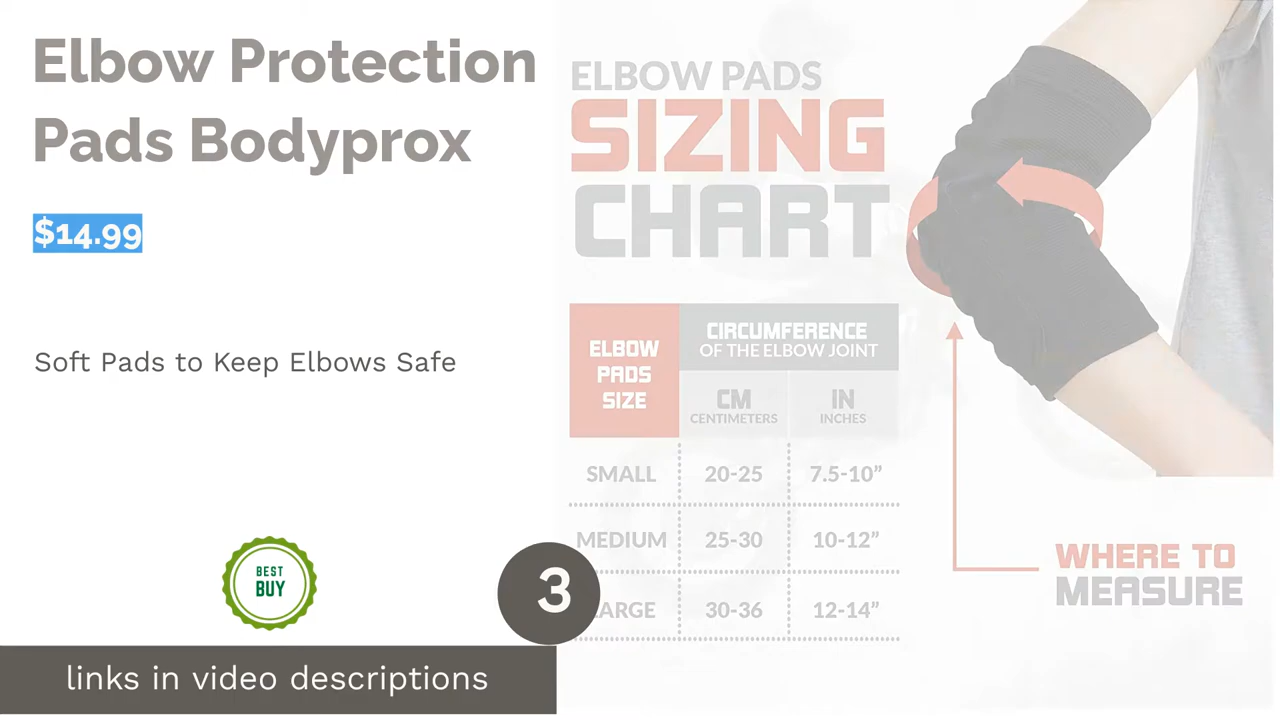 Elbow Protection
Pads Bodyprox
$14.99
Soft Pads to Keep Elbows Safe
BEST
BUY
3
links in video descriptions
ELBOW PADS
SIZING
CHART
ELBOW
PADS
SIZE
CIRCUMFERENCE
OF THE ELBOW JOINT
CM
CENTIMETERS
IN
INCHES
SMALL 20-25 7.5-10”
MEDIUM 25-30 10-12”
LARGE 30-36 12-14”
WHERE TO
MEASURE